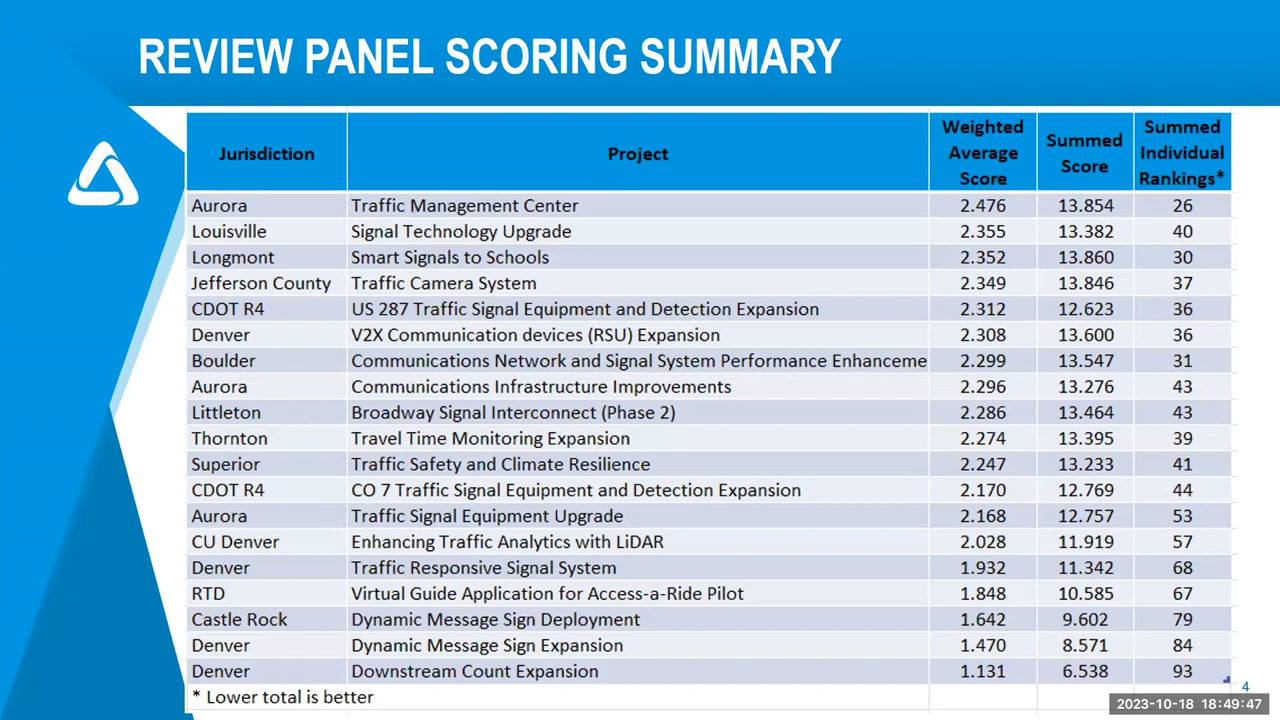 REVIEW PANEL SCORING SUMMARY
Jurisdiction Project Weighted Average Score Summed Score Summed Individual Rankings*
Aurora Traffic Management Center 2.476 13.854 26
Louisville Signal Technology Upgrade 2.355 13.382 40
Longmont Smart Signals to Schools 2.352 13.860 30
Jefferson County Traffic Camera System 2.349 13.846 37
CDOT R4 US 287 Traffic Signal Equipment and Detection Expansion 2.312 12.623 36
Denver V2X Communication devices (RSU) Expansion 2.308 13.600 36
Boulder Communications Network and Signal System Performance Enhanceme 2.299 13.547 31
Aurora Communications Infrastructure Improvements 2.296 13.276 43
Littleton Broadway Signal Interconnect (Phase 2) 2.286 13.464 43
Thornton Travel Time Monitoring Expansion 2.274 13.395 39
Superior Traffic Safety and Climate Resilience 2.247 13.233 41
CDOT R4 CO 7 Traffic Signal Equipment and Detection Expansion 2.170 12.769 44
Aurora Traffic Signal Equipment Upgrade 2.168 12.757 53
CU Denver Enhancing Traffic Analytics with LiDAR 2.028 11.919 57
Denver Traffic Responsive Signal System 1.932 11.342 68
RTD Virtual Guide Application for Access-a-Ride Pilot 1.848 10.585 67
Castle Rock Dynamic Message Sign Deployment 1.642 9.602 79
Denver Dynamic Message Sign Expansion 1.470 8.571 84
Denver Downstream Count Expansion 1.131 6.538 93
* Lower total is better
4
2023-10-18 18:49:47